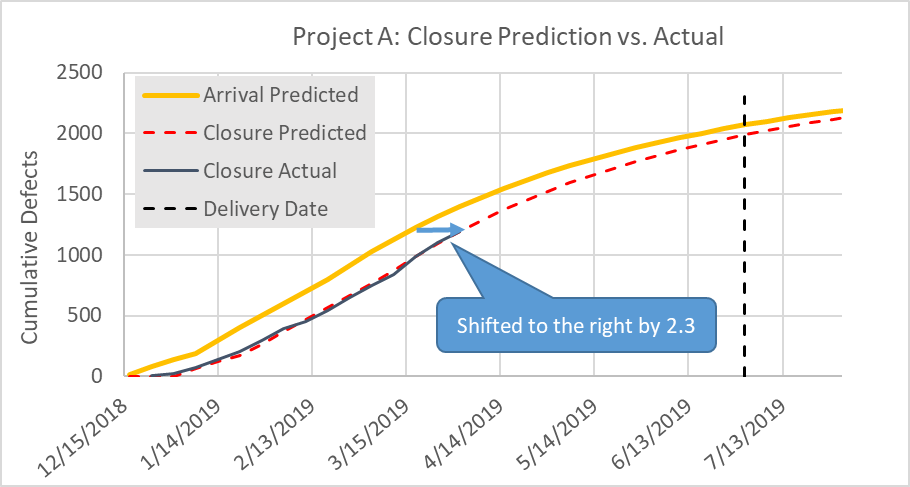 Project A: Closure Prediction vs. Actual
2500
2000
1500
1000
500
0
Cumulative Defects
Arrival Predicted
Closure Predicted
Closure Actual
Delivery Date
Shifted to the right by 2.3
12/15/2018
1/14/2019
2/13/2019
3/15/2019
4/14/2019
5/14/2019
6/13/2019
7/13/2019